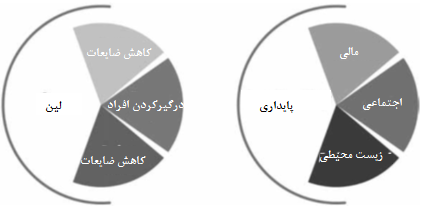 مالی
اجتماعی
زیست محیطی
پایداری
کاهش ضایعات
درگیرکردن افراد
کاهش ضایعات
لین